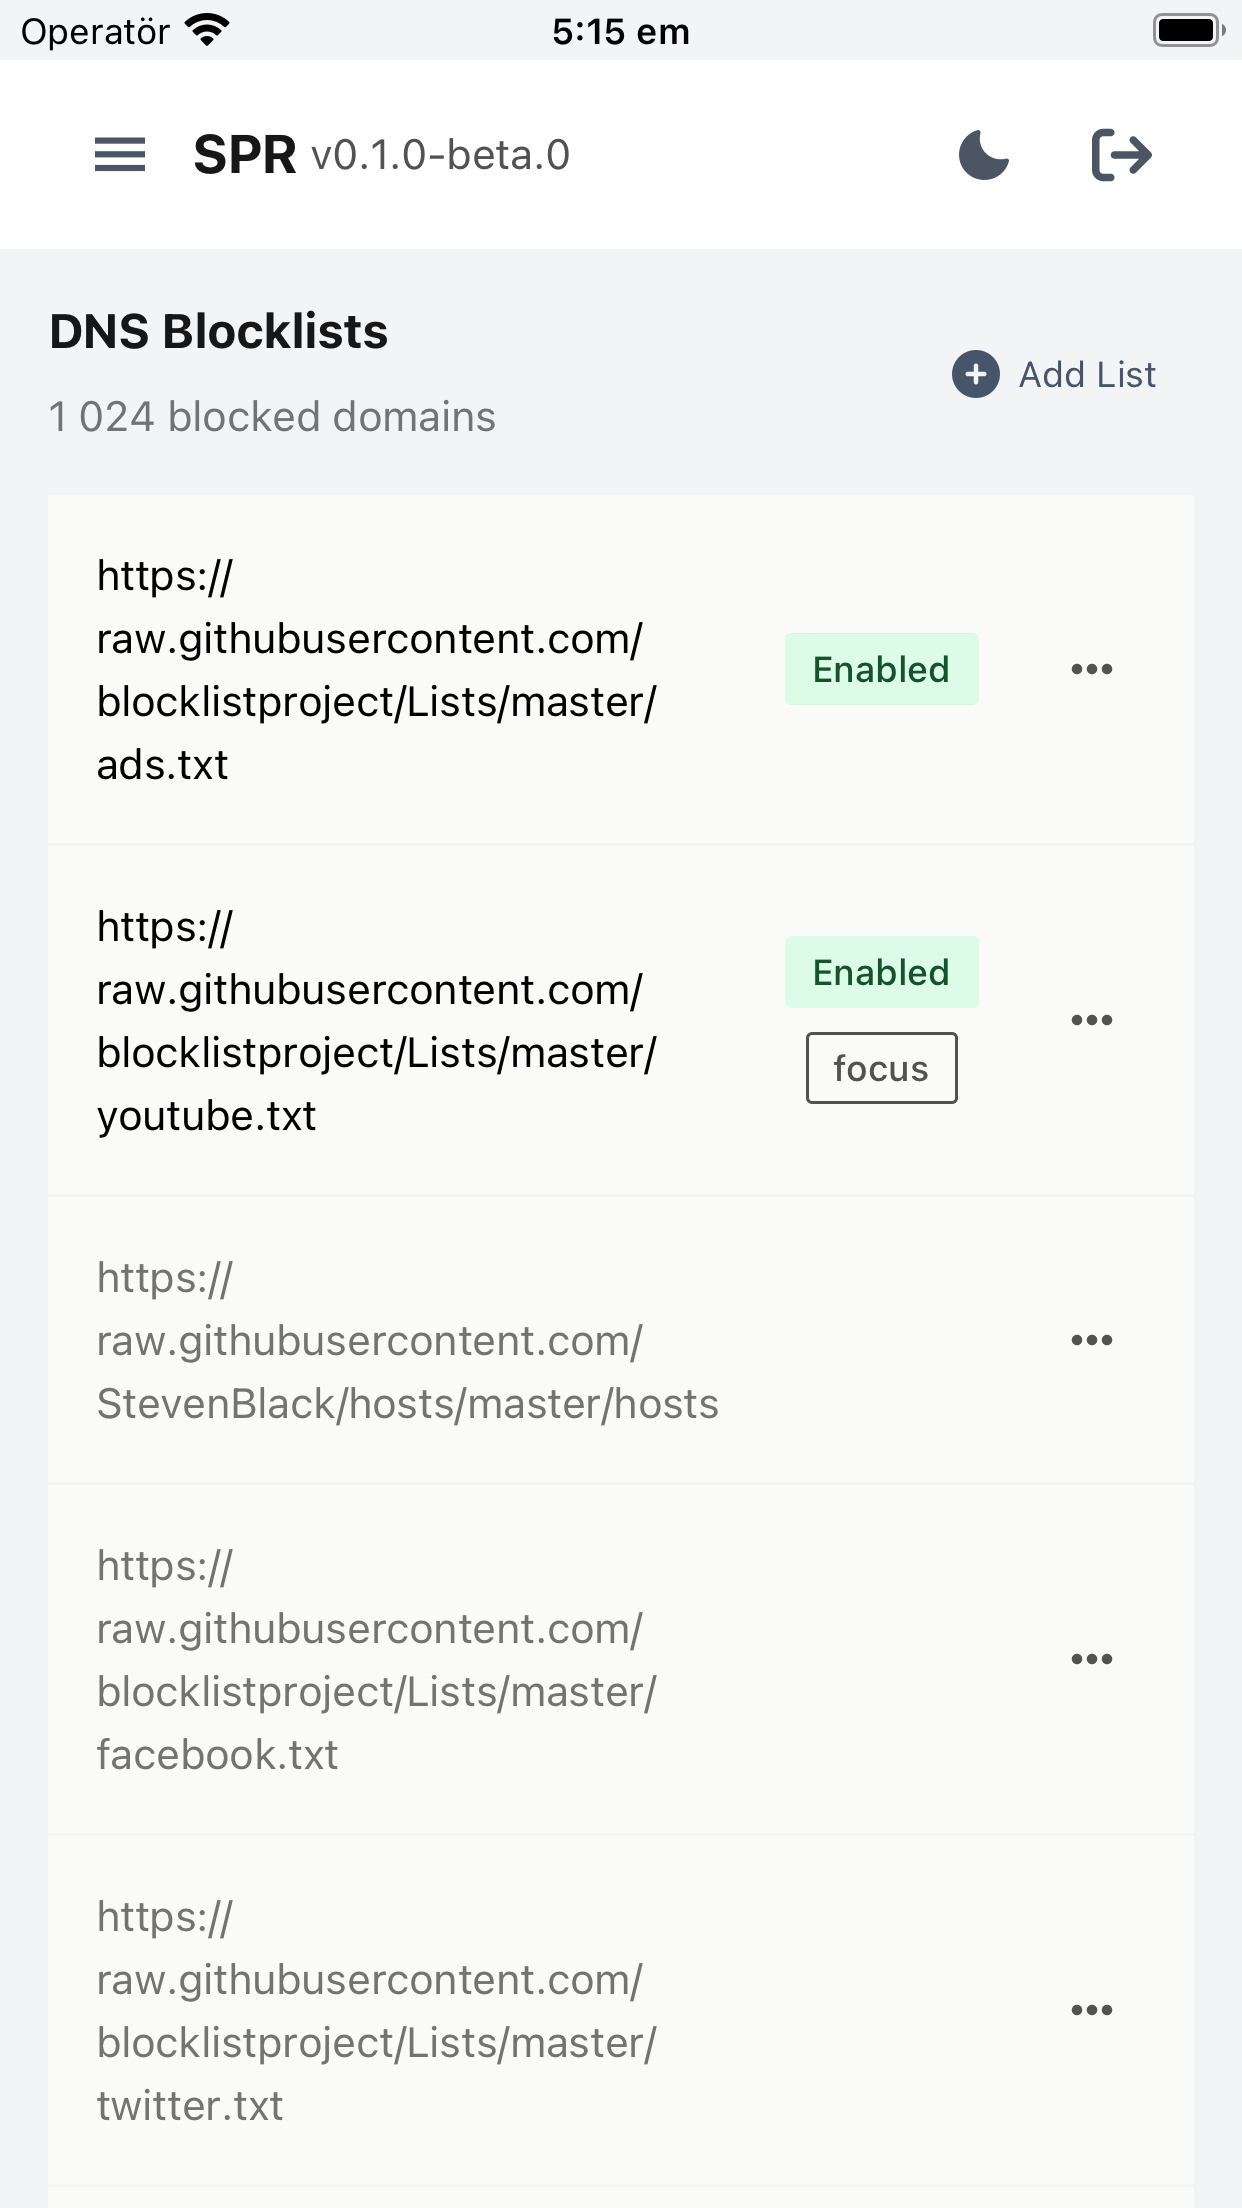 Operatör 5:15 em
SPR v0.1.0-beta.0
DNS Blocklists
1 024 blocked domains
Add List
https://
raw.githubusercontent.com/
blocklistproject/Lists/master/
ads.txt
Enabled
https://
raw.githubusercontent.com/
blocklistproject/Lists/master/
youtube.txt
Enabled
focus
https://
raw.githubusercontent.com/
StevenBlack/hosts/master/hosts
https://
raw.githubusercontent.com/
blocklistproject/Lists/master/
facebook.txt
https://
raw.githubusercontent.com/
blocklistproject/Lists/master/
twitter.txt